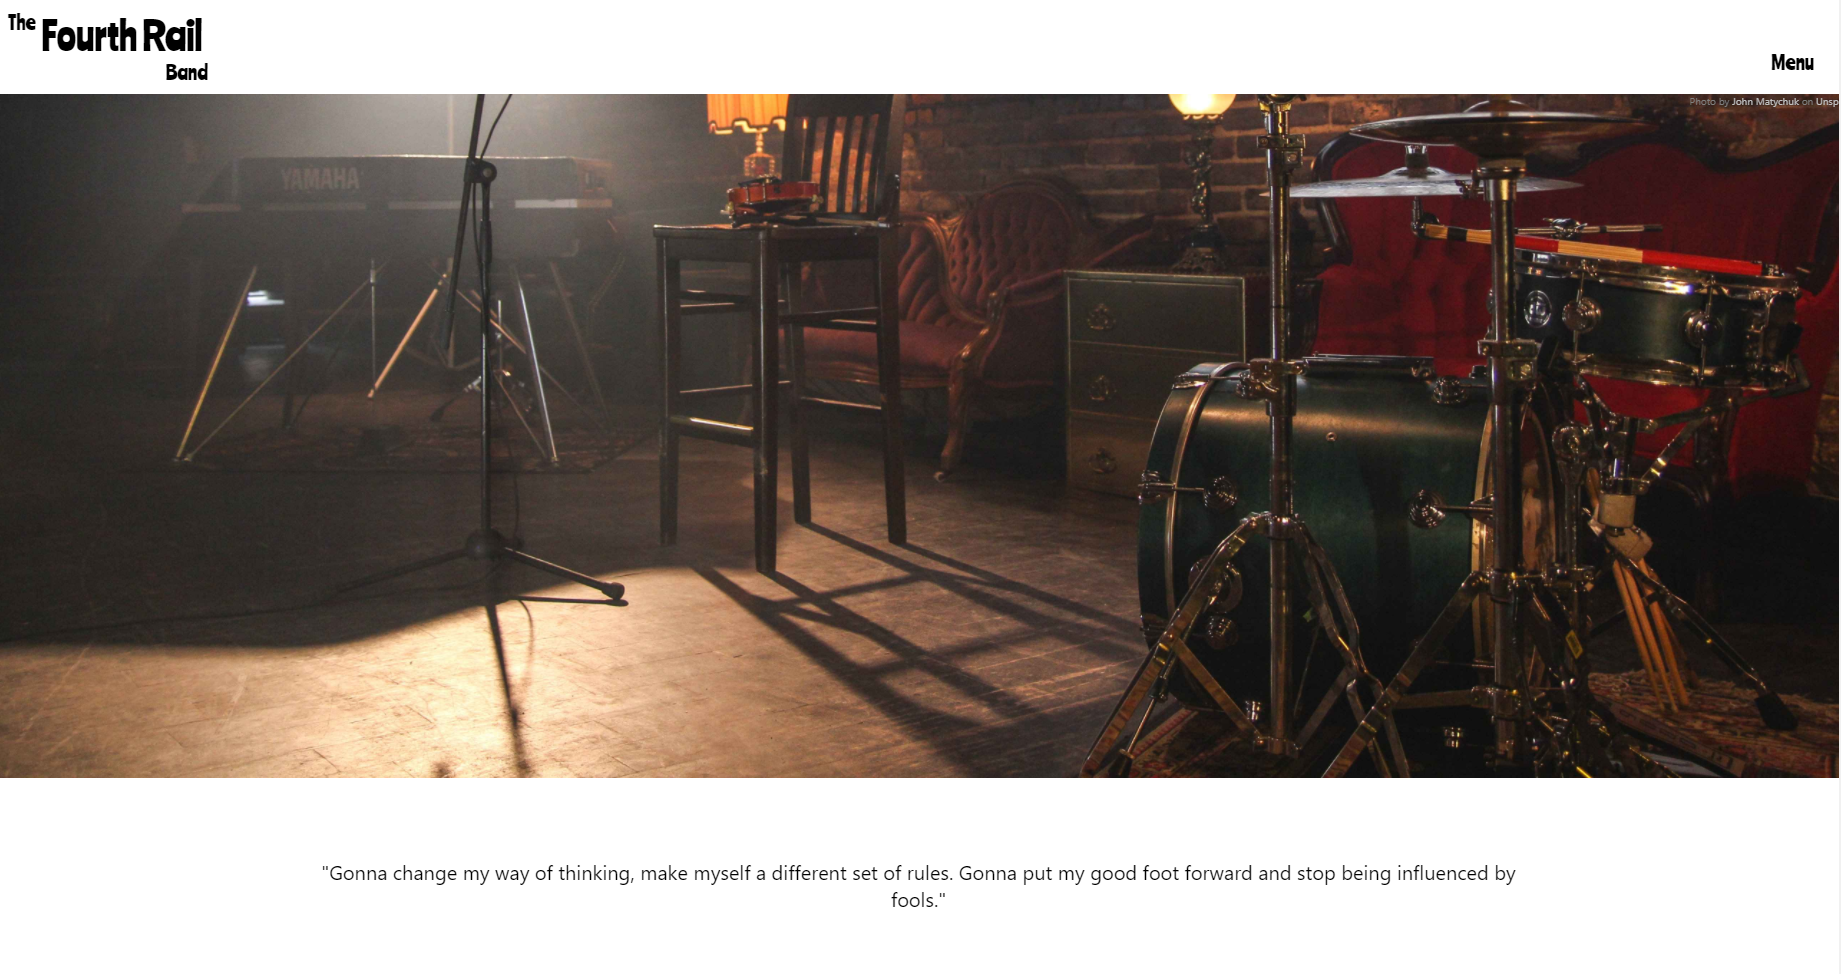 The
Fourth Rail
Band
Menu
Photo by John Matychuk on Unsp
YAMAHA
"Gonna change my way of thinking, make myself a different set of rules. Gonna put my good foot forward and stop being influenced by
fools."